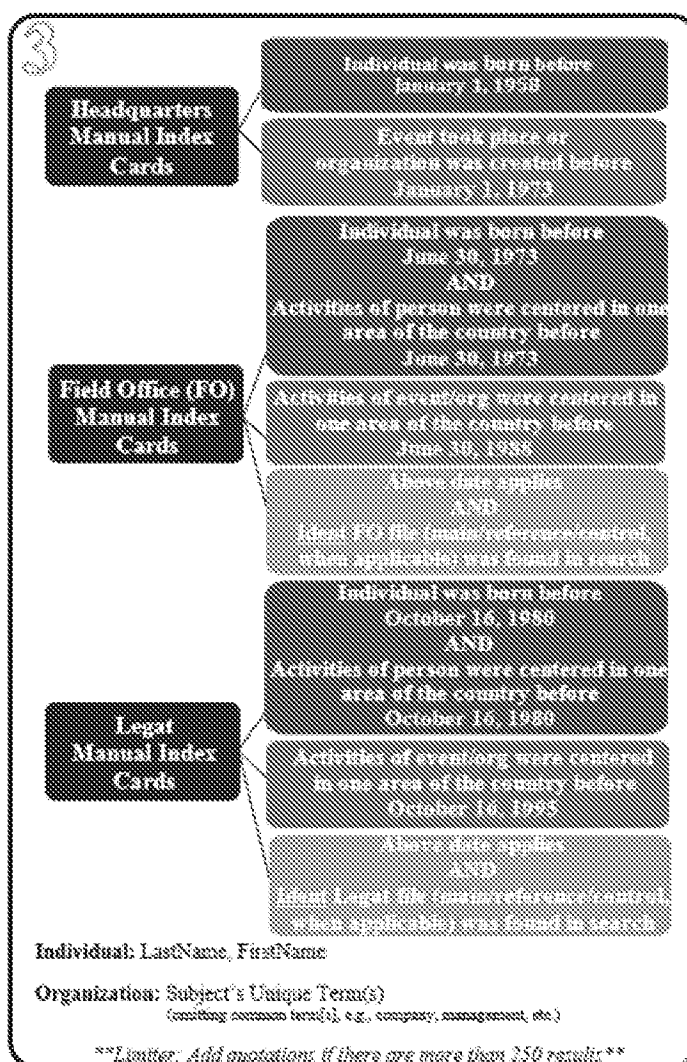 3
Headquarters
Manual Index
Cards
Individual was born before
January 1, 1950
Event took place or
organization was created before
January 1, 1973
Field Office (FO)
Manual Index
Cards
Individual was born before
June 30, 1973
AND
Activities of person were centered in one
area of the country before
June 30, 1973
Activities of event/org were centered in
one area of the country before
June 30,
Above date applies
AND
Ident FO file (main/reference/control,
when applicable) was found in search
Legat
Manual Index
Cards
Individual was born before
October 16, 1980
AND
Activities of person were centered in one
area of the country before
October 16, 1980
Activities of event/org were centered
in one area of the country before
October 16, 1995
Above date applies
AND
Ident Legat file (main/reference/control,
when applicable) was found in search
Individual: LastName, FirstName
Organization: Subject's Unique Term(s)
(omitting common term[s], e.g., company, management, etc.)
**Limiter: Add quotations if there are more than 250 results**